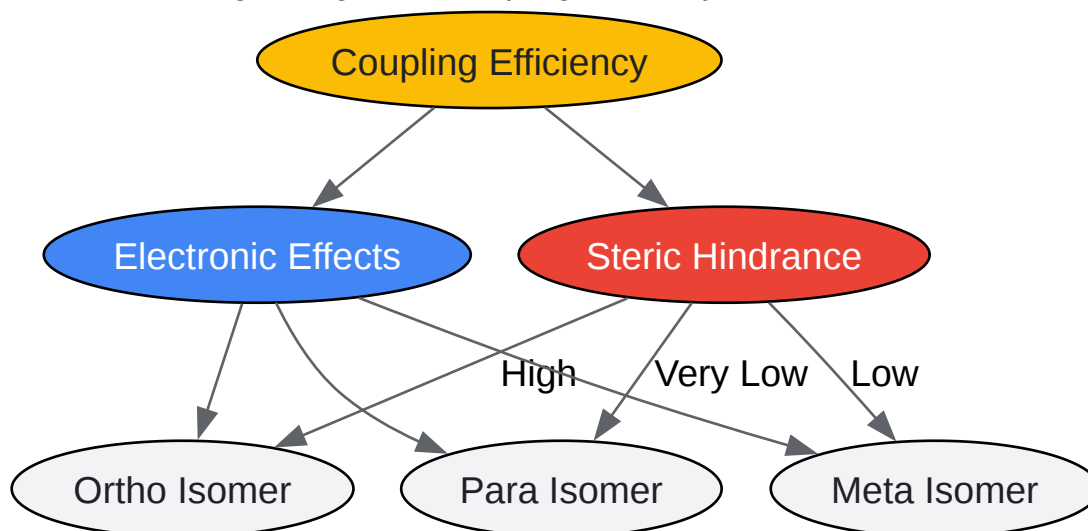 Coupling Efficiency
Electronic Effects
Steric Hindrance
High
Very Low
Low
Ortho Isomer
Para Isomer
Meta Isomer